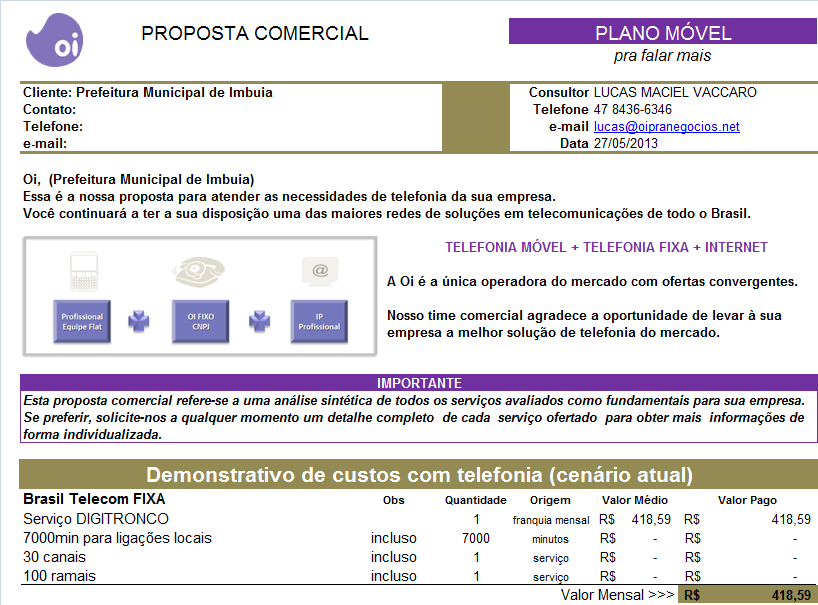 oi
PROPOSTA COMERCIAL
PLANO MÓVEL
pra falar mais
Cliente: Prefeitura Municipal de Imbuia
Contato:
Telefone:
e-mail:
Consultor LUCAS MACIEL VACCARO
Telefone 47 8436-6346
e-mail lucas@oipranegocios.net
Data 27/05/2013
Oi, (Prefeitura Municipal de Imbuia)
Essa é a nossa proposta para atender as necessidades de telefonia da sua empresa.
Você continuará a ter a sua disposição uma das maiores redes de soluções em telecomunicações de todo o Brasil.
@
Profissional
Equipe Flat
OI FIXO
CNPJ
IP
Profissional
TELEFONIA MÓVEL + TELEFONIA FIXA + INTERNET
A Oi é a única operadora do mercado com ofertas convergentes.
Nosso time comercial agradece a oportunidade de levar à sua
empresa a melhor solução de telefonia do mercado.
IMPORTANTE
Esta proposta comercial refere-se a uma análise sintética de todos os serviços avaliados como fundamentais para sua empresa.
Se preferir, solicite-nos a qualquer momento um detalhe completo de cada serviço ofertado para obter mais informações de
forma individualizada.
Demonstrativo de custos com telefonia (cenário atual)
Brasil Telecom FIXA Obs Quantidade Origem Valor Médio Valor Pago
Serviço DIGITRONCO 1 franquia mensal R$ 418,59 R$ 418,59
7000min para ligações locais incluso 7000 minutos R$ - R$ -
30 canais incluso 1 serviço R$ - R$ -
100 ramais incluso 1 serviço R$ - R$ -
Valor Mensal >>> R$ 418,59